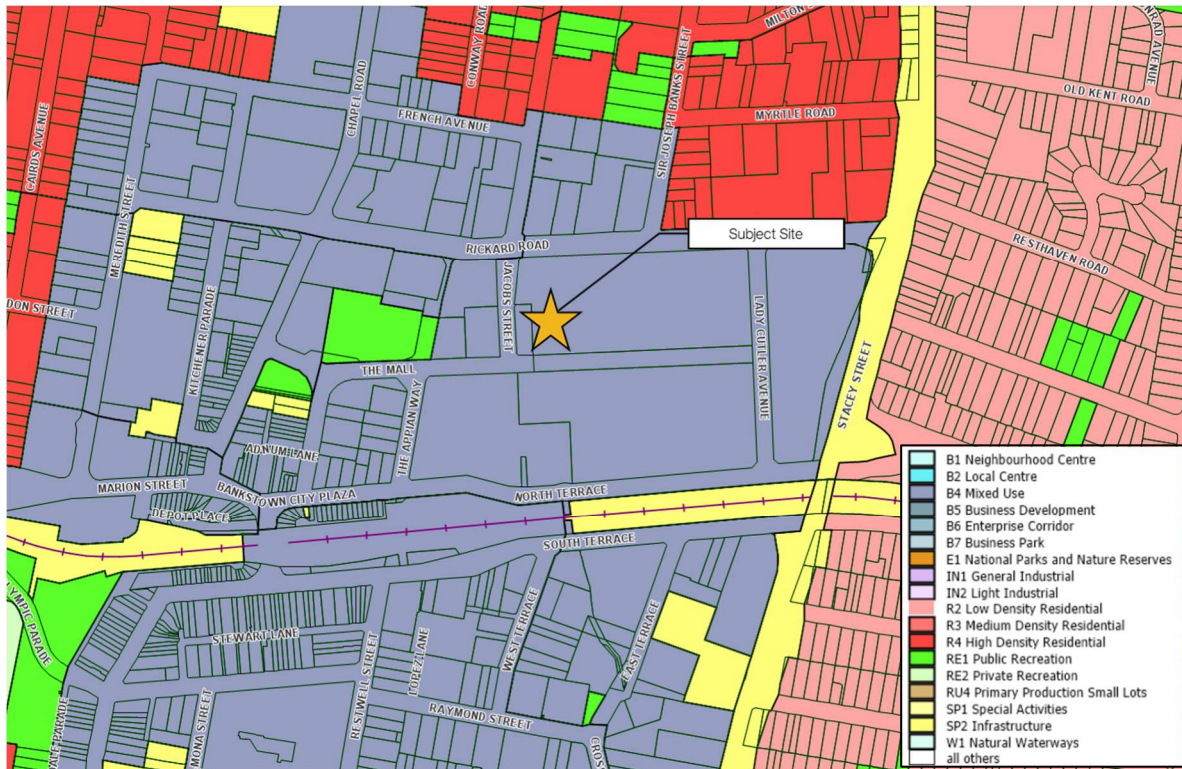 MILTON
CONWAY ROAD
CHAPEL ROAD
SIR JOSEPH BANKS STREET
OLD KENT ROAD
FRENCH AVENUE
MYRTLE ROAD
CAIRDS AVENUE
MEREDITH STREET
RICKARD ROAD
Subject Site
RESTHAVEN ROAD
JACOBS STREET
LADY CUTLER AVENUE
DON STREET
KITCHENER PARADE
STACEY STREET
THE MALL
THE APPIAN WAY
ADNUM LANE
MARION STREET
BANKSTOWN CITY PLAZA
NORTH TERRACE
DEPOT PLACE
SOUTH TERRACE
LYMPIC PARADE
STEWART LANE
RESTWELL STREET
LOPEZ LANE
WEST TERRACE
EAST TERRACE
RAYMOND STREET
MONA STREET
DALE PARADE
CROSS
B1 Neighbourhood Centre
B2 Local Centre
B4 Mixed Use
B5 Business Development
B6 Enterprise Corridor
B7 Business Park
E1 National Parks and Nature Reserves
IN1 General Industrial
IN2 Light Industrial
R2 Low Density Residential
R3 Medium Density Residential
R4 High Density Residential
RE1 Public Recreation
RE2 Private Recreation
RU4 Primary Production Small Lots
SP1 Special Activities
SP2 Infrastructure
W1 Natural Waterways
all others